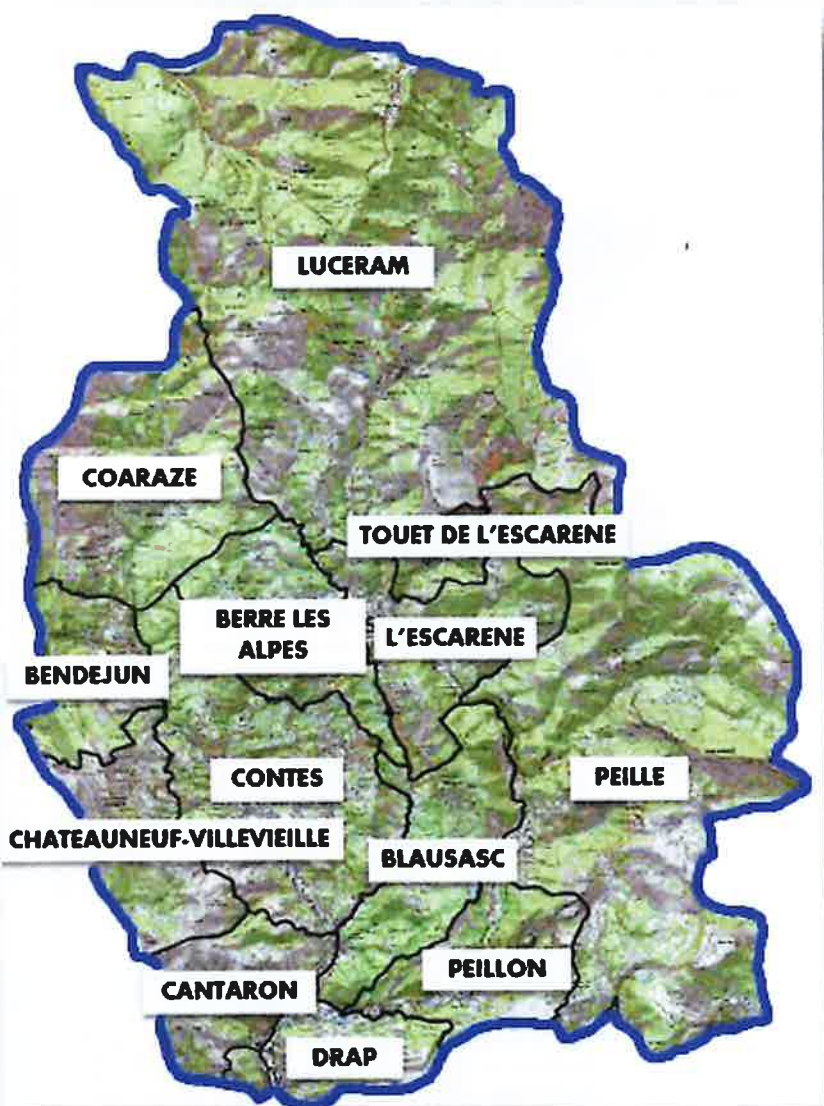 LUCERAM
COARAZE
TOUET DE L'ESCARENE
BERRE LES
ALPES
L'ESCARENE
BENDEJUN
CONTES
PEILLE
CHATEAUNEUF-VILLEVIEILLE
BLAUSASC
PEILLON
CANTARON
DRAP